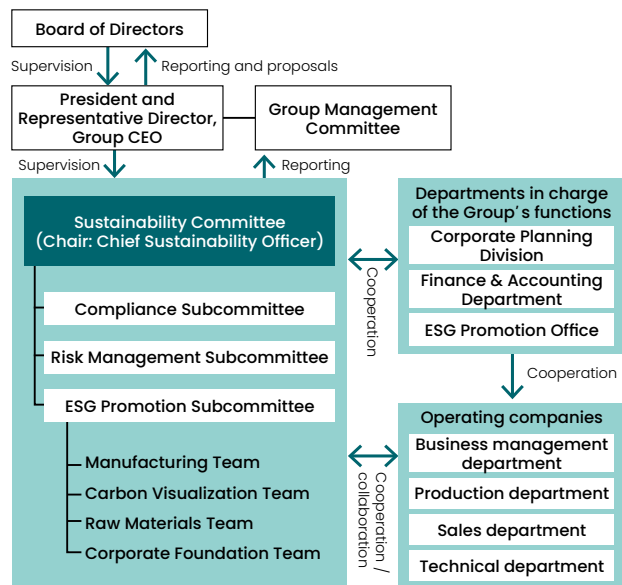 Board of Directors
Supervision
Reporting and proposals
President and
Representative Director,
Group CEO
Group Management
Committee
Supervision
Reporting
Sustainability Committee
(Chair: Chief Sustainability Officer)
Compliance Subcommittee
Risk Management Subcommittee
ESG Promotion Subcommittee
Manufacturing Team
Carbon Visualization Team
Raw Materials Team
Corporate Foundation Team
Cooperation
Cooperation /
collaboration
Departments in charge
of the Group's functions
Corporate Planning
Division
Finance & Accounting
Department
ESG Promotion Office
Cooperation
Operating companies
Business management
department
Production department
Sales department
Technical department